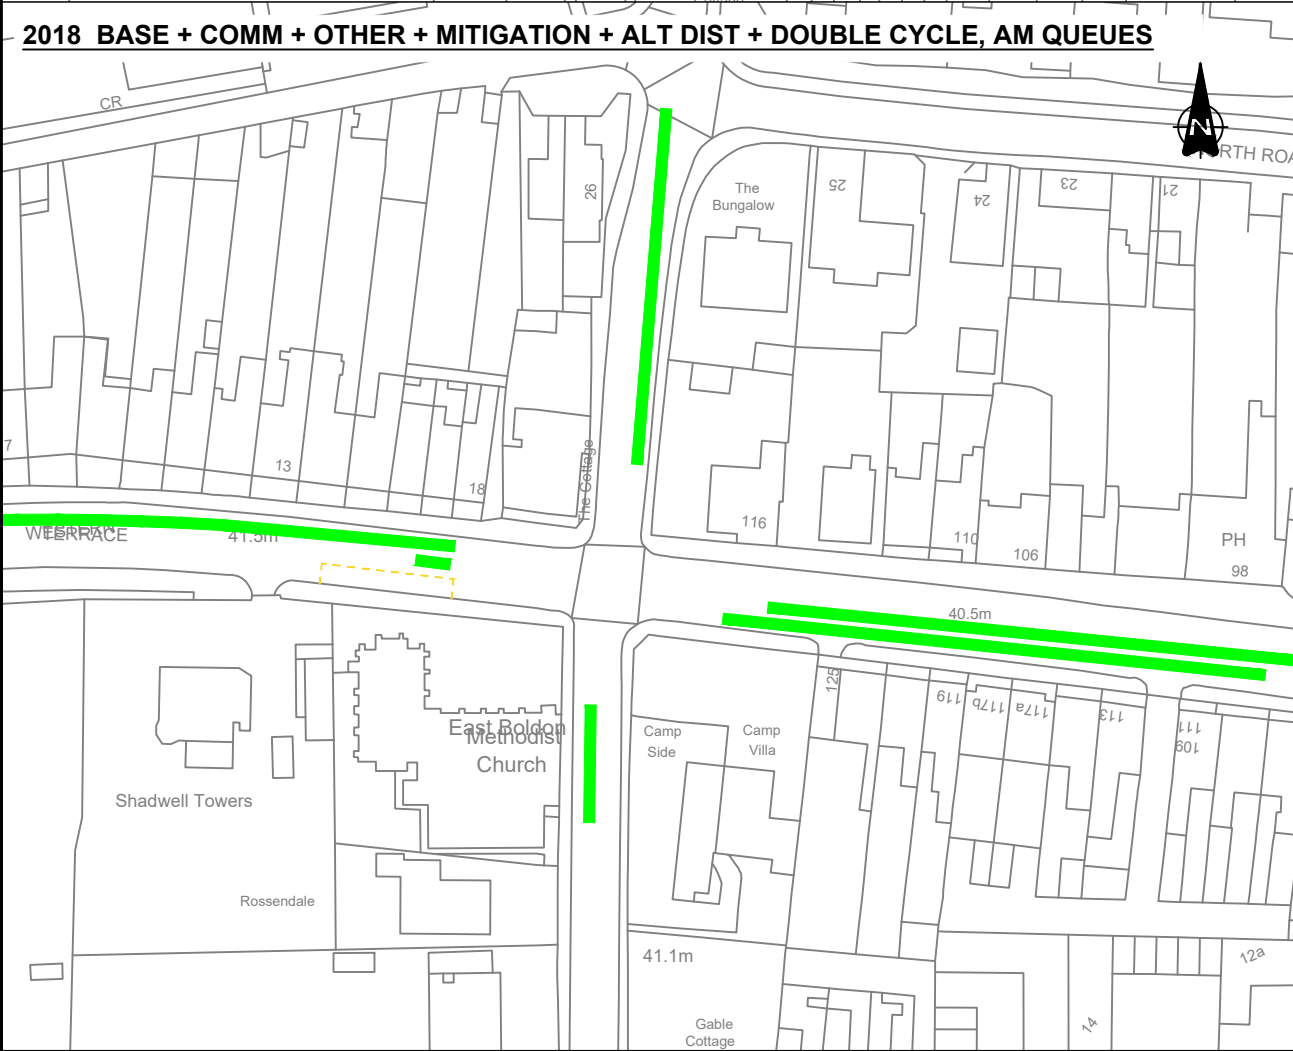 2018 BASE + COMM + OTHER + MITIGATION + ALT DIST + DOUBLE CYCLE, AM QUEUES
CR
N
RTH ROA
26
The
Bungalow
25
24
23
21
7
13
18
The Cottage
116
110
106
PH
98
WESTERN
TERRACE
41.5m
40.5m
125
119
117b
117a
113
111
109
East Boldon
Methodist
Church
Camp
Side
Camp
Villa
Shadwell Towers
Rossendale
41.1m
12a
14
Gable
Cottage